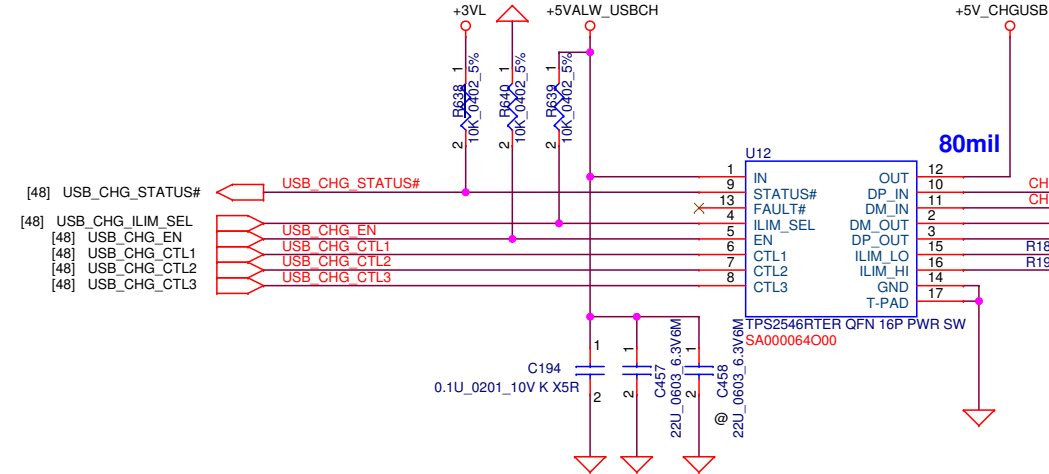 +3VL
+5VALW_USBCH
+5V_CHGUSB
1
R638
10K_0402_5%
2
1
R640
10K_0402_5%
2
1
R639
10K_0402_5%
2
80mil
U12
[48] USB_CHG_STATUS#
USB_CHG_STATUS#
[48] USB_CHG_ILIM_SEL
[48] USB_CHG_EN
USB_CHG_EN
[48] USB_CHG_CTL1
USB_CHG_CTL1
[48] USB_CHG_CTL2
USB_CHG_CTL2
[48] USB_CHG_CTL3
USB_CHG_CTL3
1 IN
9 STATUS#
13 FAULT#
4 ILIM_SEL
5 EN
6 CTL1
7 CTL2
8 CTL3
OUT 12
DP_IN 10 CH
DM_IN 11 CH
DM_OUT 2
DP_OUT 3
ILIM_LO 15 R18
ILIM_HI 16 R19
GND 14
T-PAD 17
TPS2546RTER QFN 16P PWR SW
SA000064O00
1
C194
0.1U_0201_10V K X5R
2
1
C457
22U_0603_6.3V6M
2
1
C458
22U_0603_6.3V6M
2
@